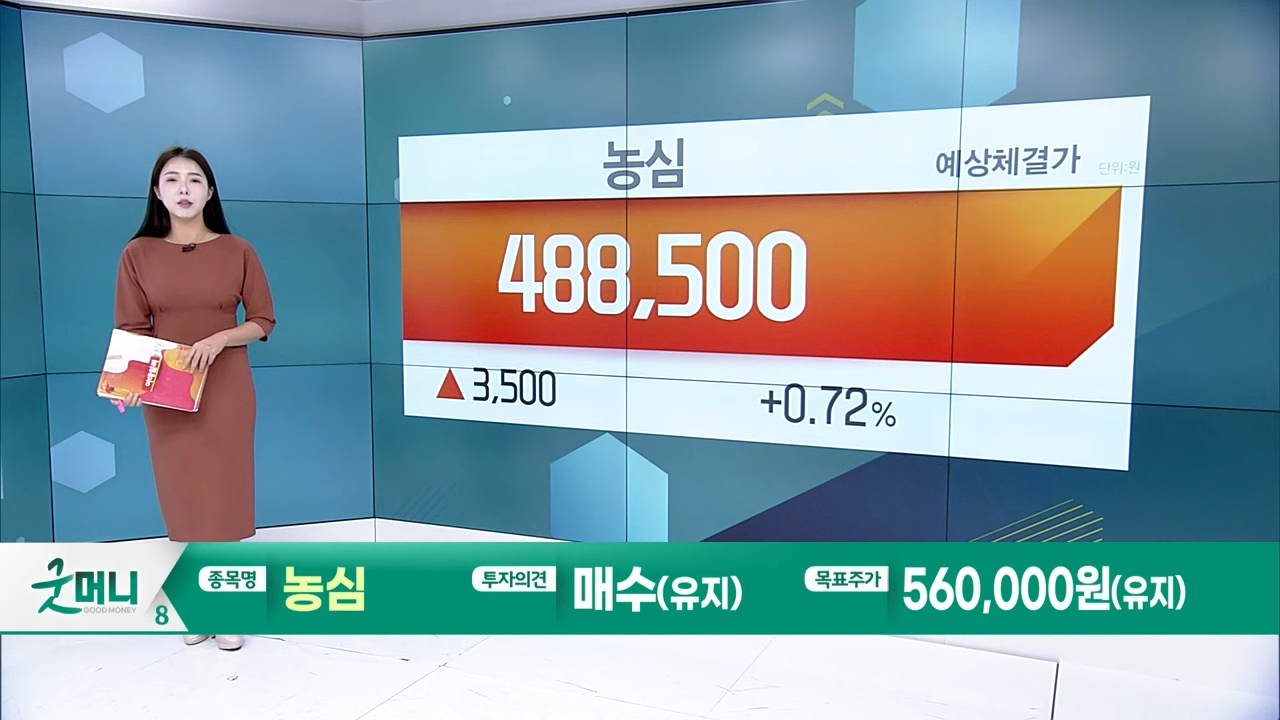 농심
예상체결가 단위:원
488,500
▲3,500 +0.72%
굿머니
GOOD MONEY
8
종목명 농심 투자의견 매수(유지) 목표주가 560,000원(유지)